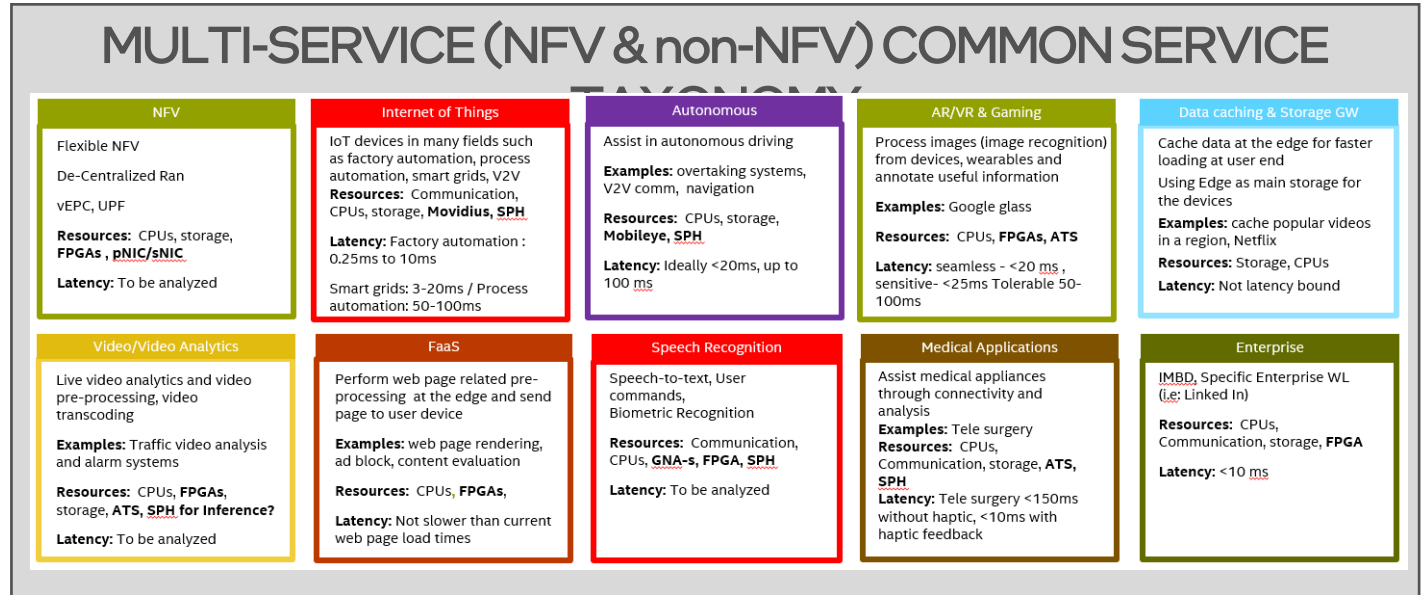 MULTI-SERVICE (NFV & non-NFV) COMMON SERVICE
TAXONOMY
NFV
Flexible NFV
De-Centralized Ran
vEPC, UPF
Resources: CPUs, storage,
FPGAs , pNIC/sNIC
Latency: To be analyzed
Internet of Things
IoT devices in many fields such
as factory automation, process
automation, smart grids, V2V
Resources: Communication,
CPUs, storage, Movidius, SPH
Latency: Factory automation :
0.25ms to 10ms
Smart grids: 3-20ms / Process
automation: 50-100ms
Autonomous
Assist in autonomous driving
Examples: overtaking systems,
V2V comm, navigation
Resources: CPUs, storage,
Mobileye, SPH
Latency: Ideally <20ms, up to
100 ms
AR/VR & Gaming
Process images (image recognition)
from devices, wearables and
annotate useful information
Examples: Google glass
Resources: CPUs, FPGAs, ATS
Latency: seamless - <20 ms ,
sensitive- <25ms Tolerable 50-
100ms
Data caching & Storage GW
Cache data at the edge for faster
loading at user end
Using Edge as main storage for
the devices
Examples: cache popular videos
in a region, Netflix
Resources: Storage, CPUs
Latency: Not latency bound
Video/Video Analytics
Live video analytics and video
pre-processing, video
transcoding
Examples: Traffic video analysis
and alarm systems
Resources: CPUs, FPGAs,
storage, ATS, SPH for Inference?
Latency: To be analyzed
FaaS
Perform web page related pre-
processing at the edge and send
page to user device
Examples: web page rendering,
ad block, content evaluation
Resources: CPUs, FPGAs,
Latency: Not slower than current
web page load times
Speech Recognition
Speech-to-text, User
commands,
Biometric Recognition
Resources: Communication,
CPUs, GNA-s, FPGA, SPH
Latency: To be analyzed
Medical Applications
Assist medical appliances
through connectivity and
analysis
Examples: Tele surgery
Resources: CPUs,
Communication, storage, ATS,
SPH
Latency: Tele surgery <150ms
without haptic, <10ms with
haptic feedback
Enterprise
IMBD, Specific Enterprise WL
(i.e: Linked In)
Resources: CPUs,
Communication, storage, FPGA
Latency: <10 ms